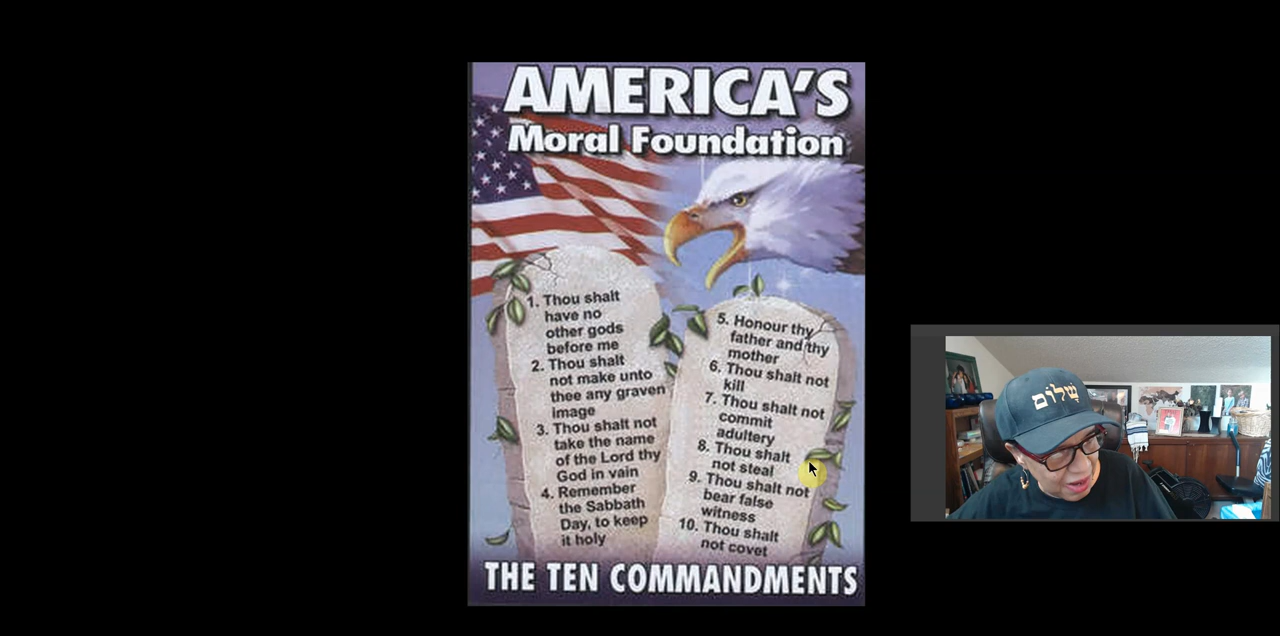 AMERICA'S
Moral Foundation
1. Thou shalt
have no
other gods
before me
2. Thou shalt
not make unto
thee any graven
image
3. Thou shalt not
take the name
of the Lord thy
God in vain
4. Remember
the Sabbath
Day, to keep
it holy
5. Honour thy
father and thy
mother
6. Thou shalt not
kill
7. Thou shalt not
commit
adultery
8. Thou shalt
not steal
9. Thou shalt not
bear false
witness
10. Thou shalt
not covet
THE TEN COMMANDMENTS
שָׁלוֹם